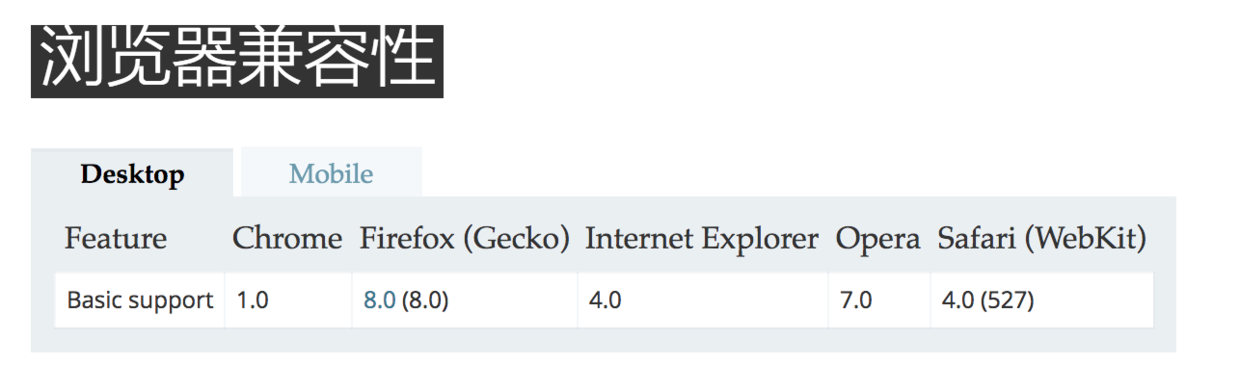 浏览器兼容性
Desktop Mobile
Feature Chrome Firefox (Gecko) Internet Explorer Opera Safari (WebKit)
Basic support 1.0 8.0 (8.0) 4.0 7.0 4.0 (527)